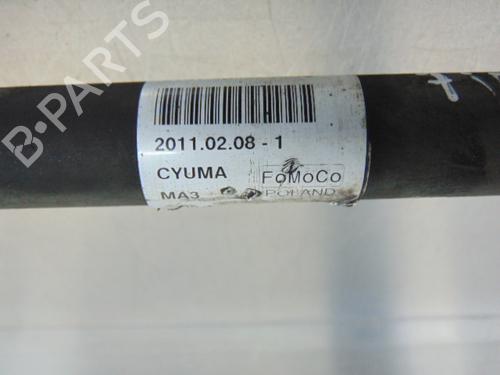 B-PARTS
2011.02.08 - 1
CYUMA FoMoCo
MA3 POLAND